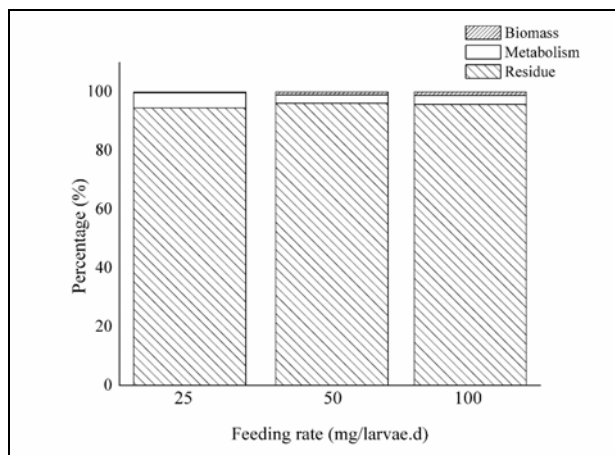 Biomass
Metabolism
Residue
100
80
60
40
20
0
Percentage (%)
25
50
100
Feeding rate (mg/larvae.d)